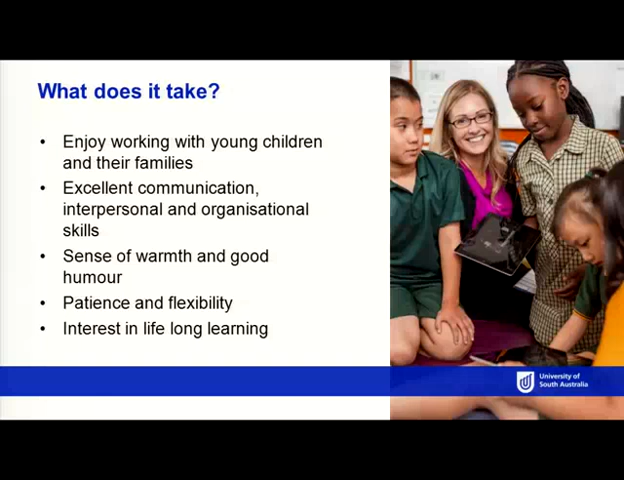 What does it take?
• Enjoy working with young children
and their families
• Excellent communication,
interpersonal and organisational
skills
• Sense of warmth and good
humour
• Patience and flexibility
• Interest in life long learning
University of
South Australia